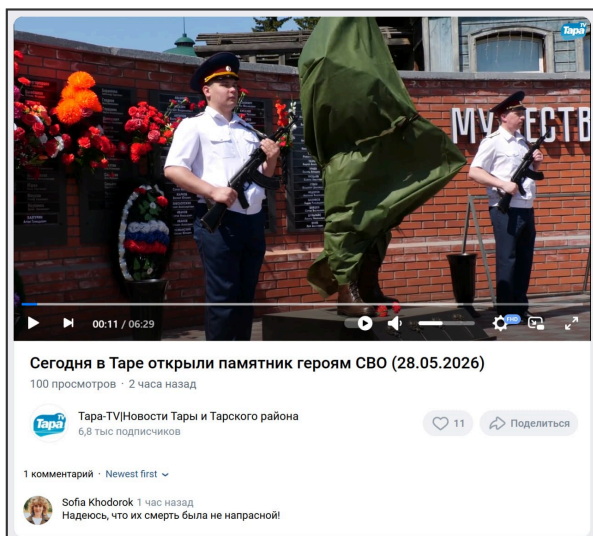 Тара TV
МУЖЕСТВ
00:11 / 06:29
FHD
Сегодня в Таре открыли памятник героям СВО (28.05.2026)
100 просмотров · 2 часа назад
Тара TV
Тара-TV|Новости Тары и Тарского района
6,8 тыс подписчиков
11
Поделиться
1 комментарий · Newest first
Sofia Khodorok 1 час назад
Надеюсь, что их смерть была не напрасной!